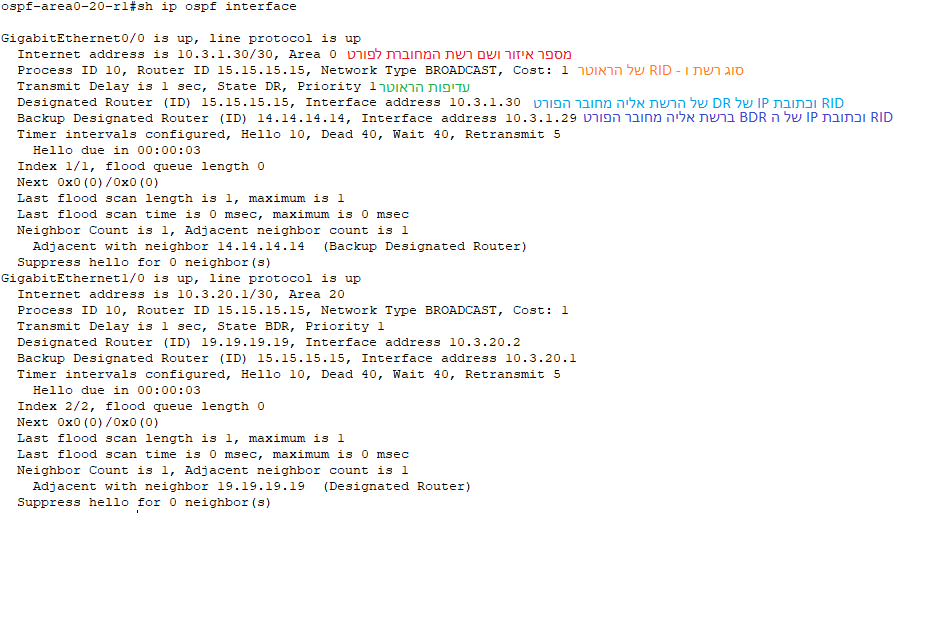 ospf-area0-20-r1#sh ip ospf interface
GigabitEthernet0/0 is up, line protocol is up
Internet address is 10.3.1.30/30, Area 0 מספר איזור ושם רשת המחוברת לפורט
Process ID 10, Router ID 15.15.15.15, Network Type BROADCAST, Cost: 1 סוג רשת ו - RID של הראוטר
Transmit Delay is 1 sec, State DR, Priority 1 עדיפות הראוטר
Designated Router (ID) 15.15.15.15, Interface address 10.3.1.30 RID וכתובת IP של DR של הרשת אליה מחובר הפורט
Backup Designated Router (ID) 14.14.14.14, Interface address 10.3.1.29 RID וכתובת IP של ה BDR ברשת אליה מחובר הפורט
Timer intervals configured, Hello 10, Dead 40, Wait 40, Retransmit 5
Hello due in 00:00:03
Index 1/1, flood queue length 0
Next 0x0(0)/0x0(0)
Last flood scan length is 1, maximum is 1
Last flood scan time is 0 msec, maximum is 0 msec
Neighbor Count is 1, Adjacent neighbor count is 1
Adjacent with neighbor 14.14.14.14 (Backup Designated Router)
Suppress hello for 0 neighbor(s)
GigabitEthernet1/0 is up, line protocol is up
Internet address is 10.3.20.1/30, Area 20
Process ID 10, Router ID 15.15.15.15, Network Type BROADCAST, Cost: 1
Transmit Delay is 1 sec, State BDR, Priority 1
Designated Router (ID) 19.19.19.19, Interface address 10.3.20.2
Backup Designated Router (ID) 15.15.15.15, Interface address 10.3.20.1
Timer intervals configured, Hello 10, Dead 40, Wait 40, Retransmit 5
Hello due in 00:00:03
Index 2/2, flood queue length 0
Next 0x0(0)/0x0(0)
Last flood scan length is 1, maximum is 1
Last flood scan time is 0 msec, maximum is 0 msec
Neighbor Count is 1, Adjacent neighbor count is 1
Adjacent with neighbor 19.19.19.19 (Designated Router)
Suppress hello for 0 neighbor(s)